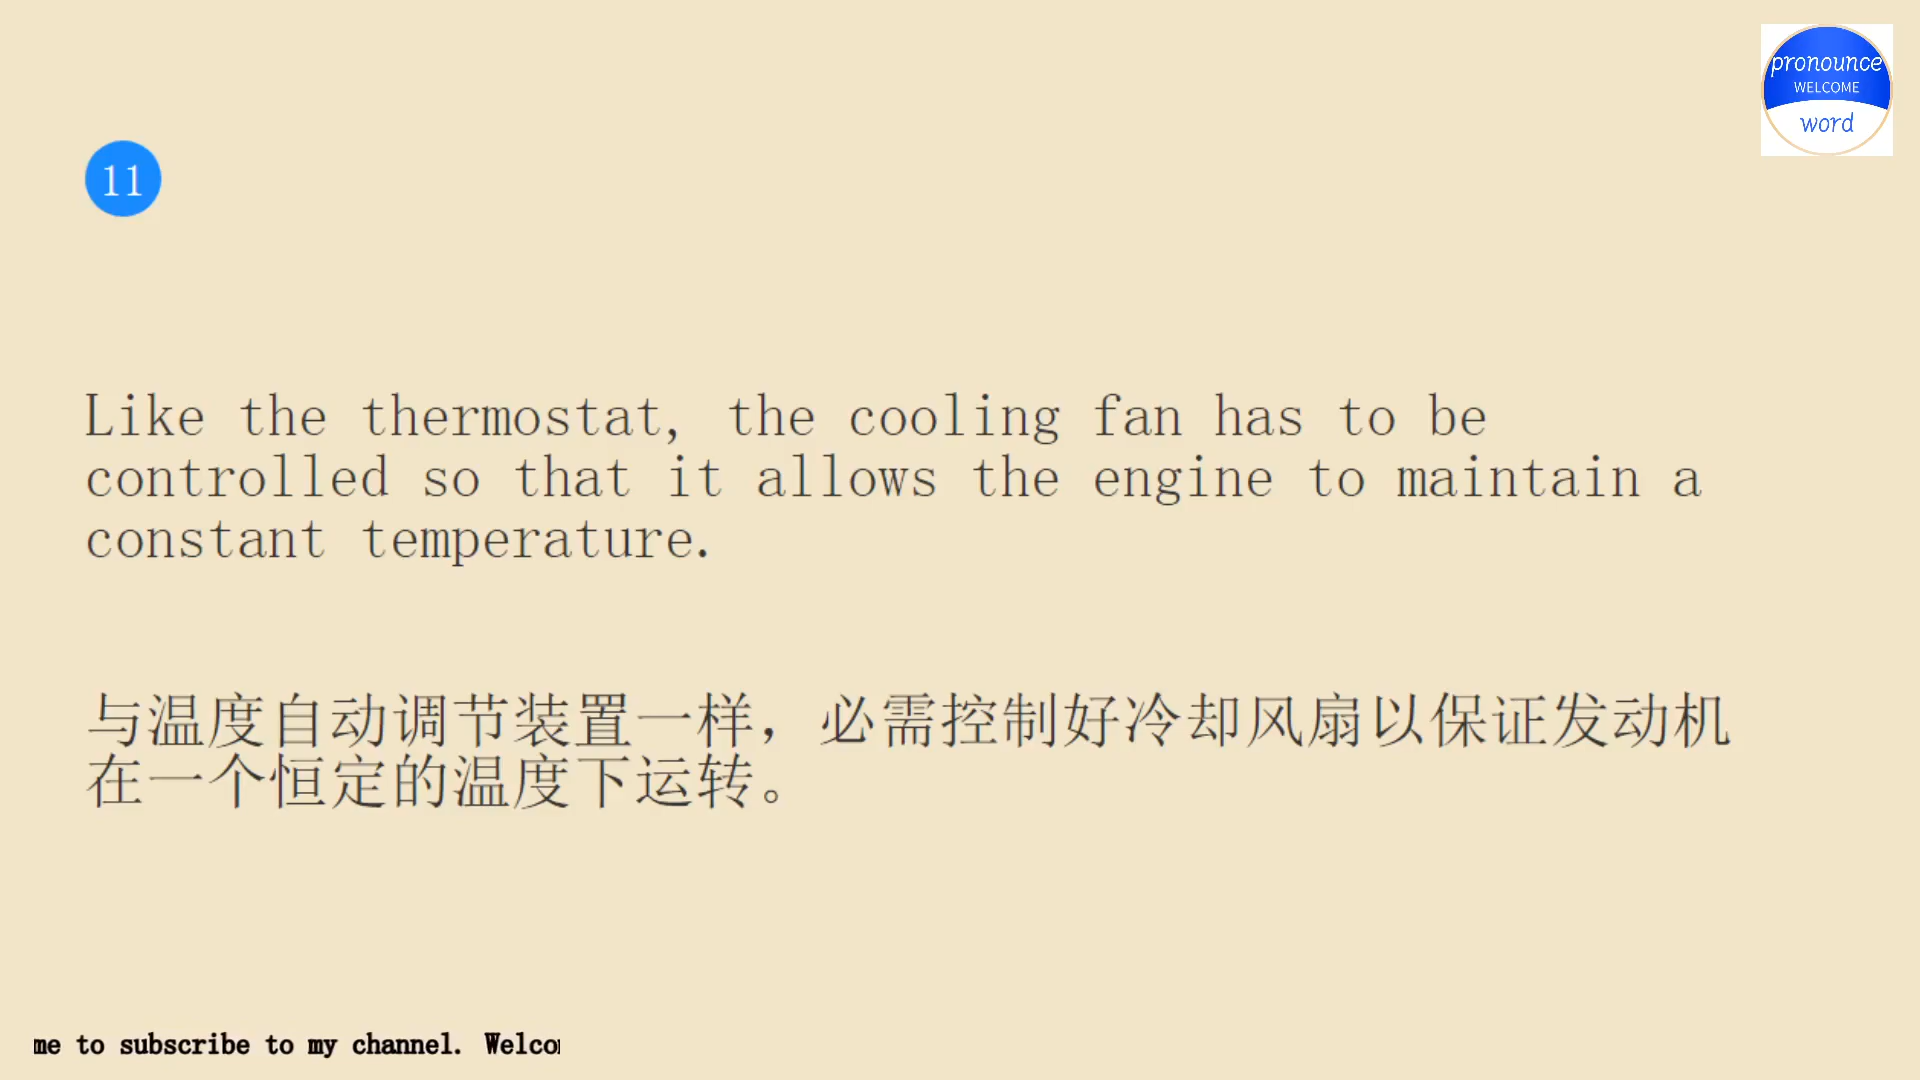 pronounce
WELCOME
word
11
Like the thermostat, the cooling fan has to be
controlled so that it allows the engine to maintain a
constant temperature.
与温度自动调节装置一样，必需控制好冷却风扇以保证发动机
在一个恒定的温度下运转。
me to subscribe to my channel. Welco